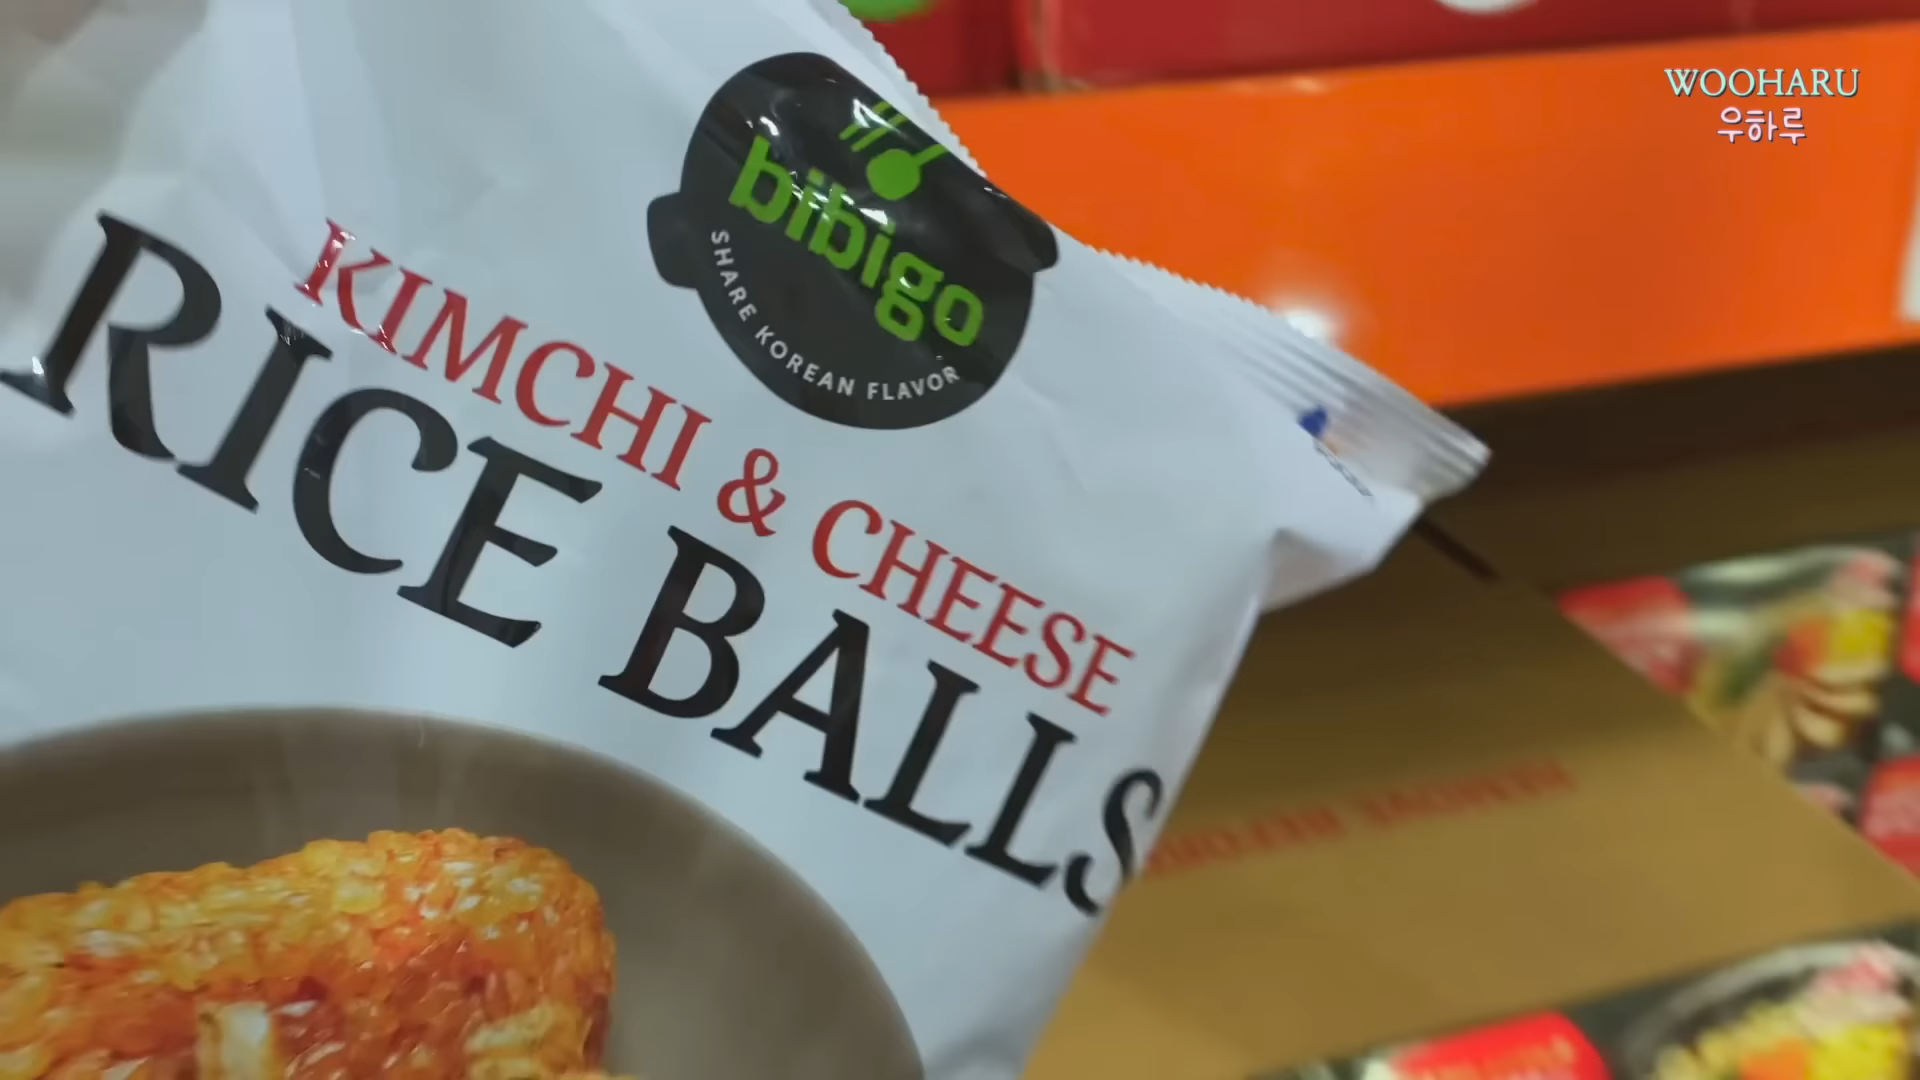 WOOHARU
우하루
bibigo
SHARE KOREAN FLAVOR
KIMCHI & CHEESE
RICE BALLS